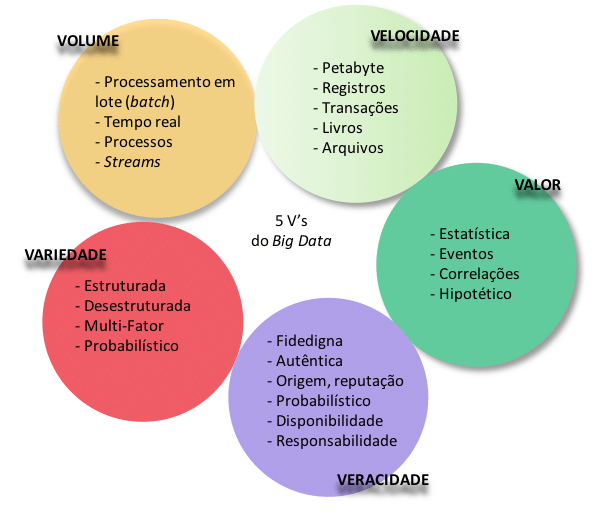 VOLUME
- Processamento em
lote (batch)
- Tempo real
- Processos
- Streams
VELOCIDADE
- Petabyte
- Registros
- Transações
- Livros
- Arquivos
5 V’s
do Big Data
VALOR
- Estatística
- Eventos
- Correlações
- Hipotético
VARIEDADE
- Estruturada
- Desestruturada
- Multi-Fator
- Probabilístico
- Fidedigna
- Autêntica
- Origem, reputação
- Probabilístico
- Disponibilidade
- Responsabilidade
VERACIDADE